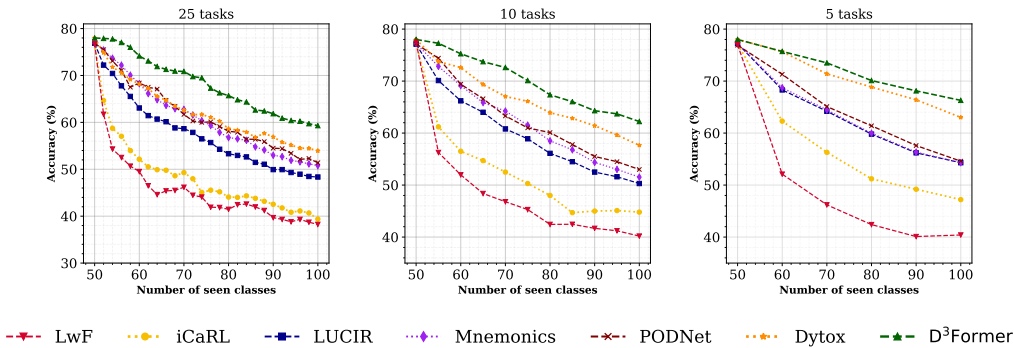 25 tasks
80
70
60
50
40
30
Accuracy (%)
50 60 70 80 90 100
Number of seen classes
10 tasks
80
70
60
50
40
Accuracy (%)
50 60 70 80 90 100
Number of seen classes
5 tasks
80
70
60
50
40
Accuracy (%)
50 60 70 80 90 100
Number of seen classes
LwF iCaRL LUCIR Mnemonics PODNet Dytox D³Former